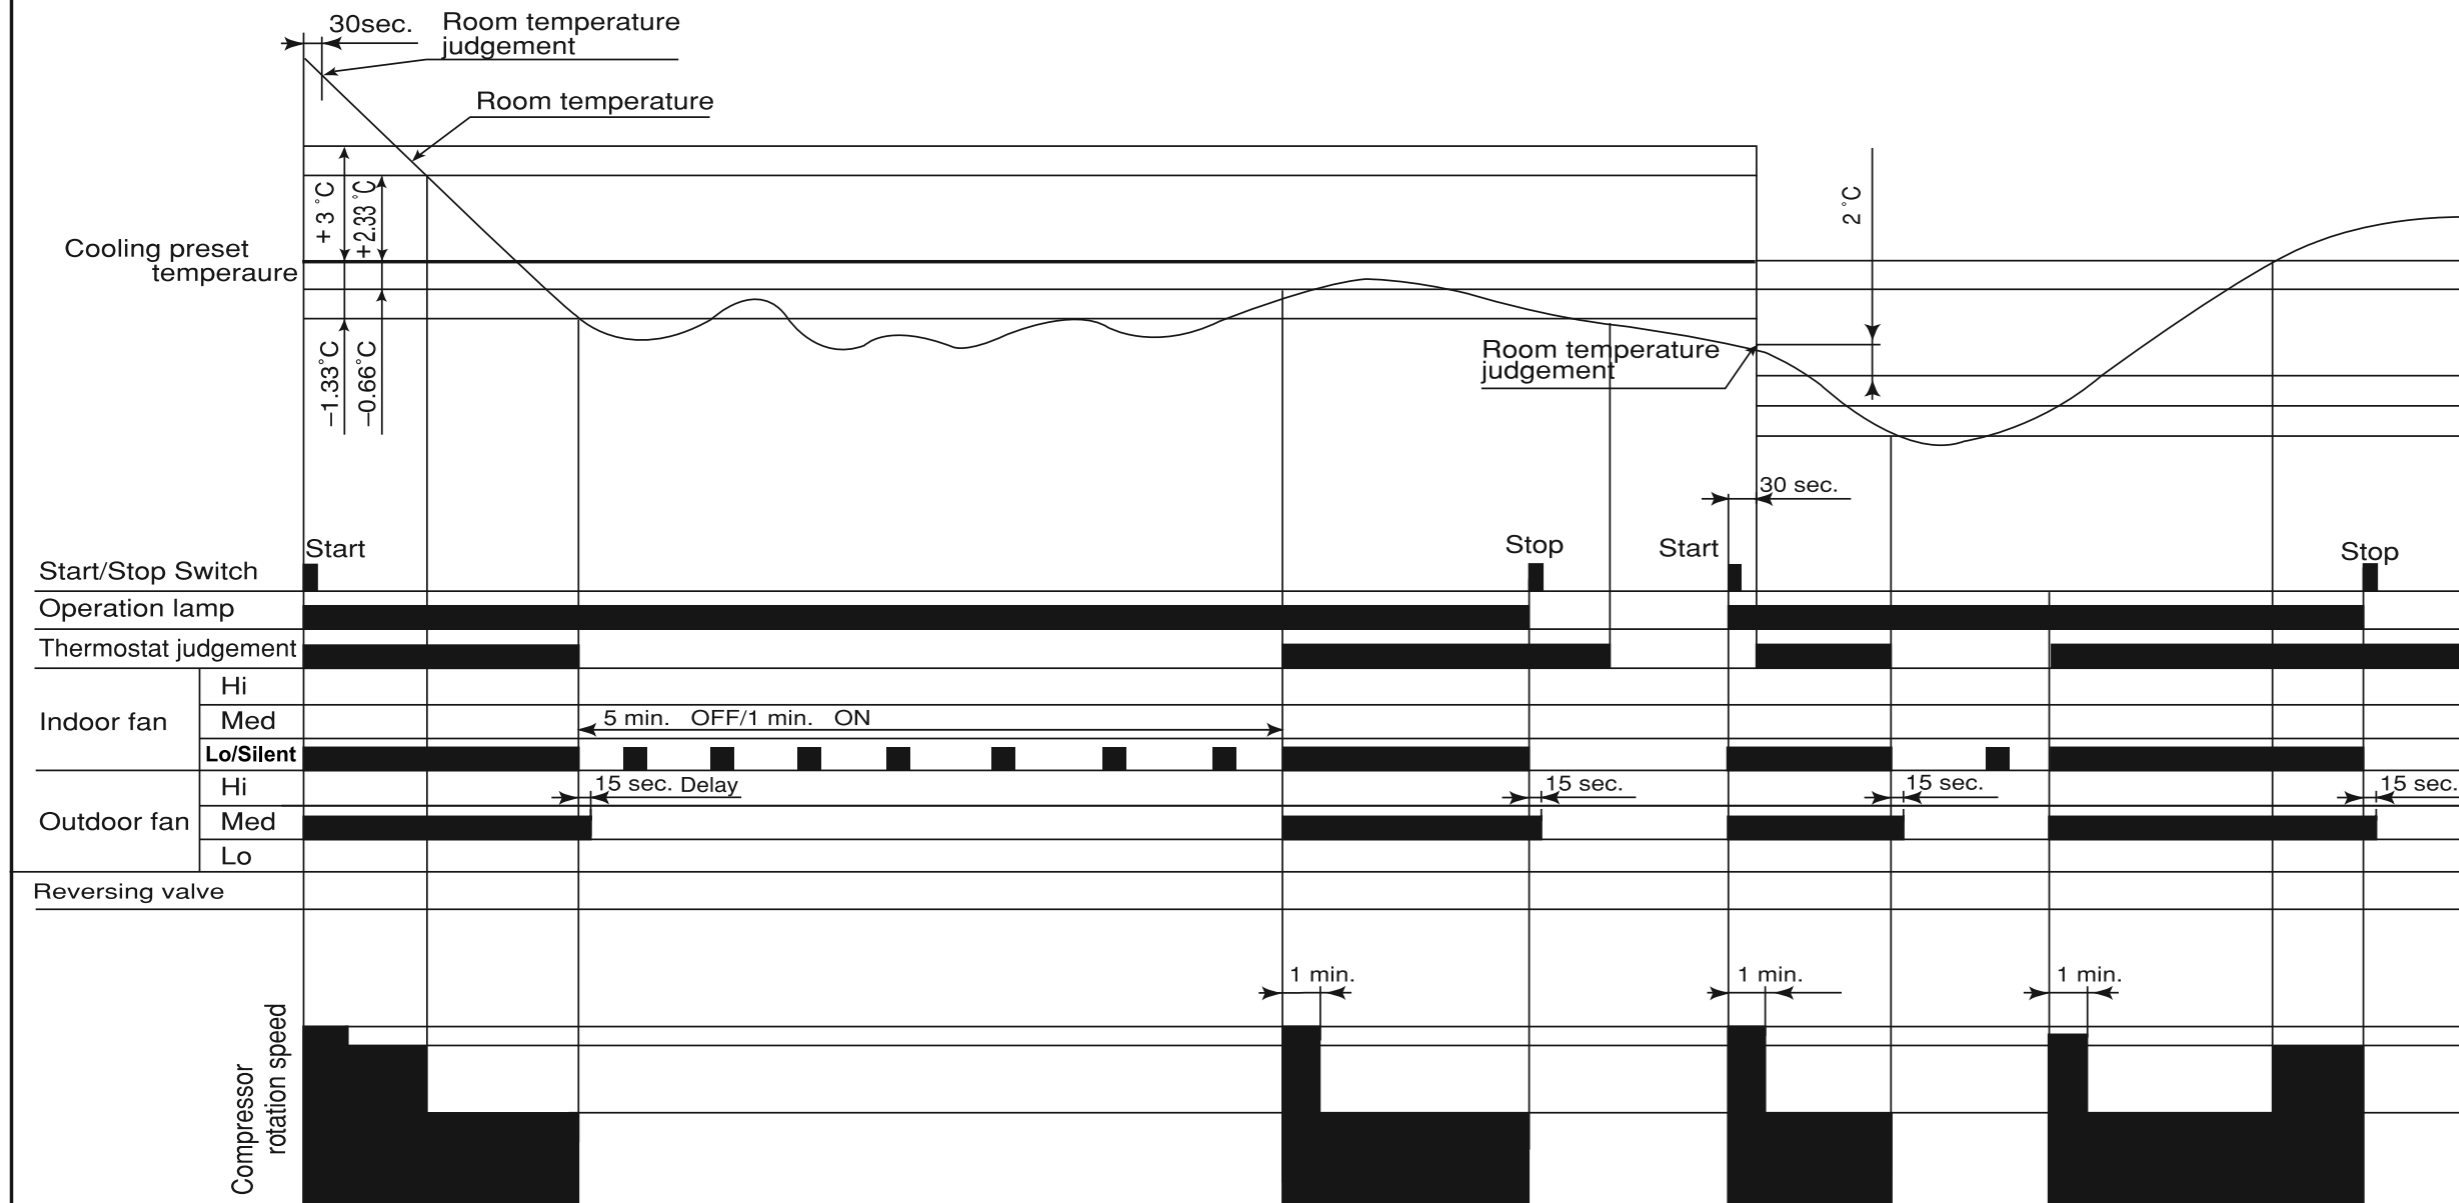 30sec.
Room temperature
judgement
Room temperature
+ 3 °C
+2.33 °C
2 °C
Cooling preset
temperaure
−1.33°C
−0.66°C
Room temperature
judgement
30 sec.
Start
Stop
Start
Stop
Start/Stop Switch
Operation lamp
Thermostat judgement
Indoor fan
Hi
Med
5 min. OFF/1 min. ON
Lo/Silent
Outdoor fan
Hi
15 sec. Delay
15 sec.
15 sec.
15 sec.
Med
Lo
Reversing valve
1 min.
1 min.
1 min.
Compressor
rotation speed